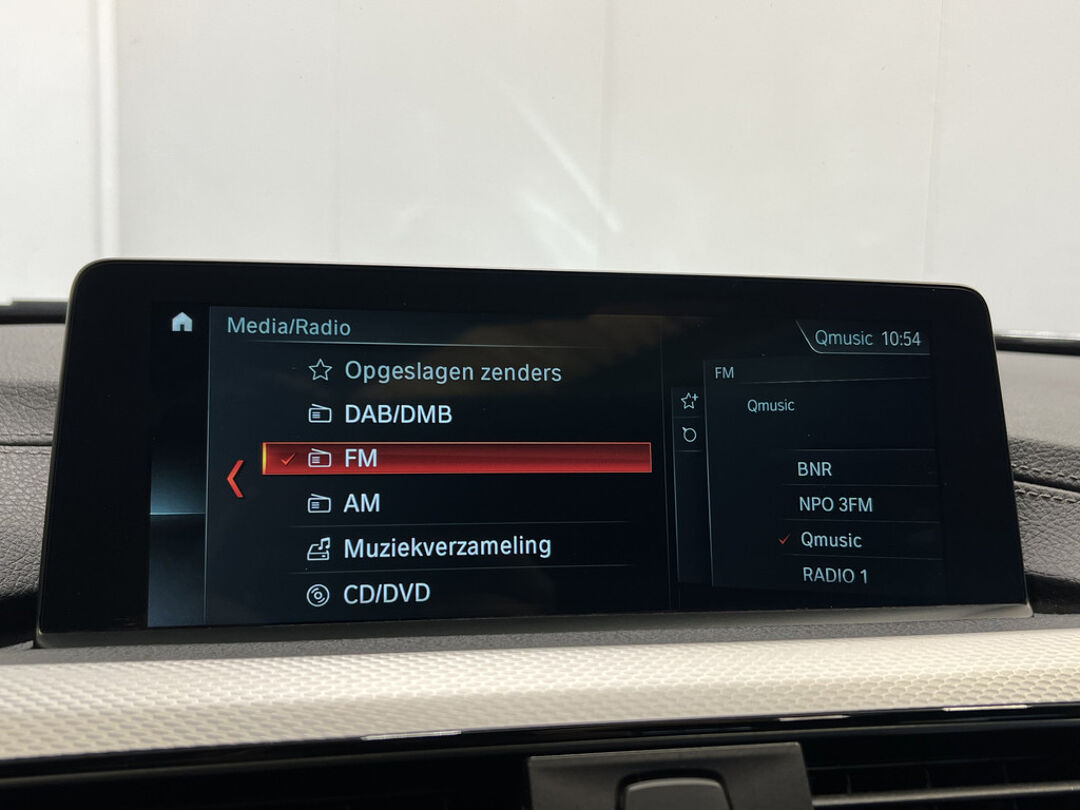 Media/Radio
Opgeslagen zenders
DAB/DMB
FM
AM
Muziekverzameling
CD/DVD
Qmusic 10:54
FM
Qmusic
BNR
NPO 3FM
Qmusic
RADIO 1